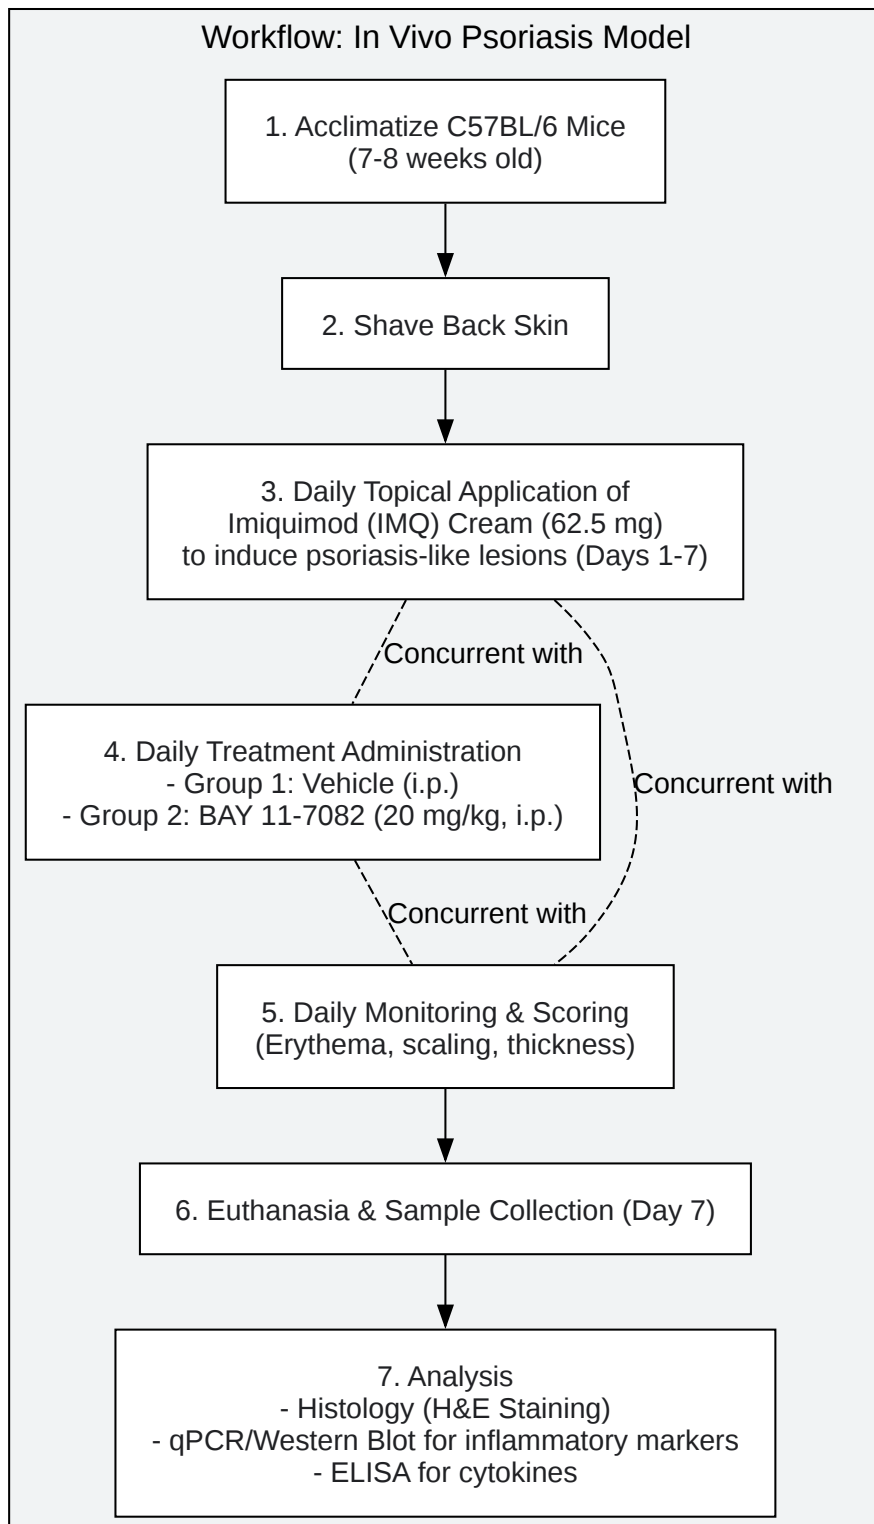 Workflow: In Vivo Psoriasis Model
1. Acclimatize C57BL/6 Mice
(7-8 weeks old)
2. Shave Back Skin
3. Daily Topical Application of
Imiquimod (IMQ) Cream (62.5 mg)
to induce psoriasis-like lesions (Days 1-7)
Concurrent with
4. Daily Treatment Administration
- Group 1: Vehicle (i.p.)
- Group 2: BAY 11-7082 (20 mg/kg, i.p.)
Concurrent with
Concurrent with
5. Daily Monitoring & Scoring
(Erythema, scaling, thickness)
6. Euthanasia & Sample Collection (Day 7)
7. Analysis
- Histology (H&E Staining)
- qPCR/Western Blot for inflammatory markers
- ELISA for cytokines